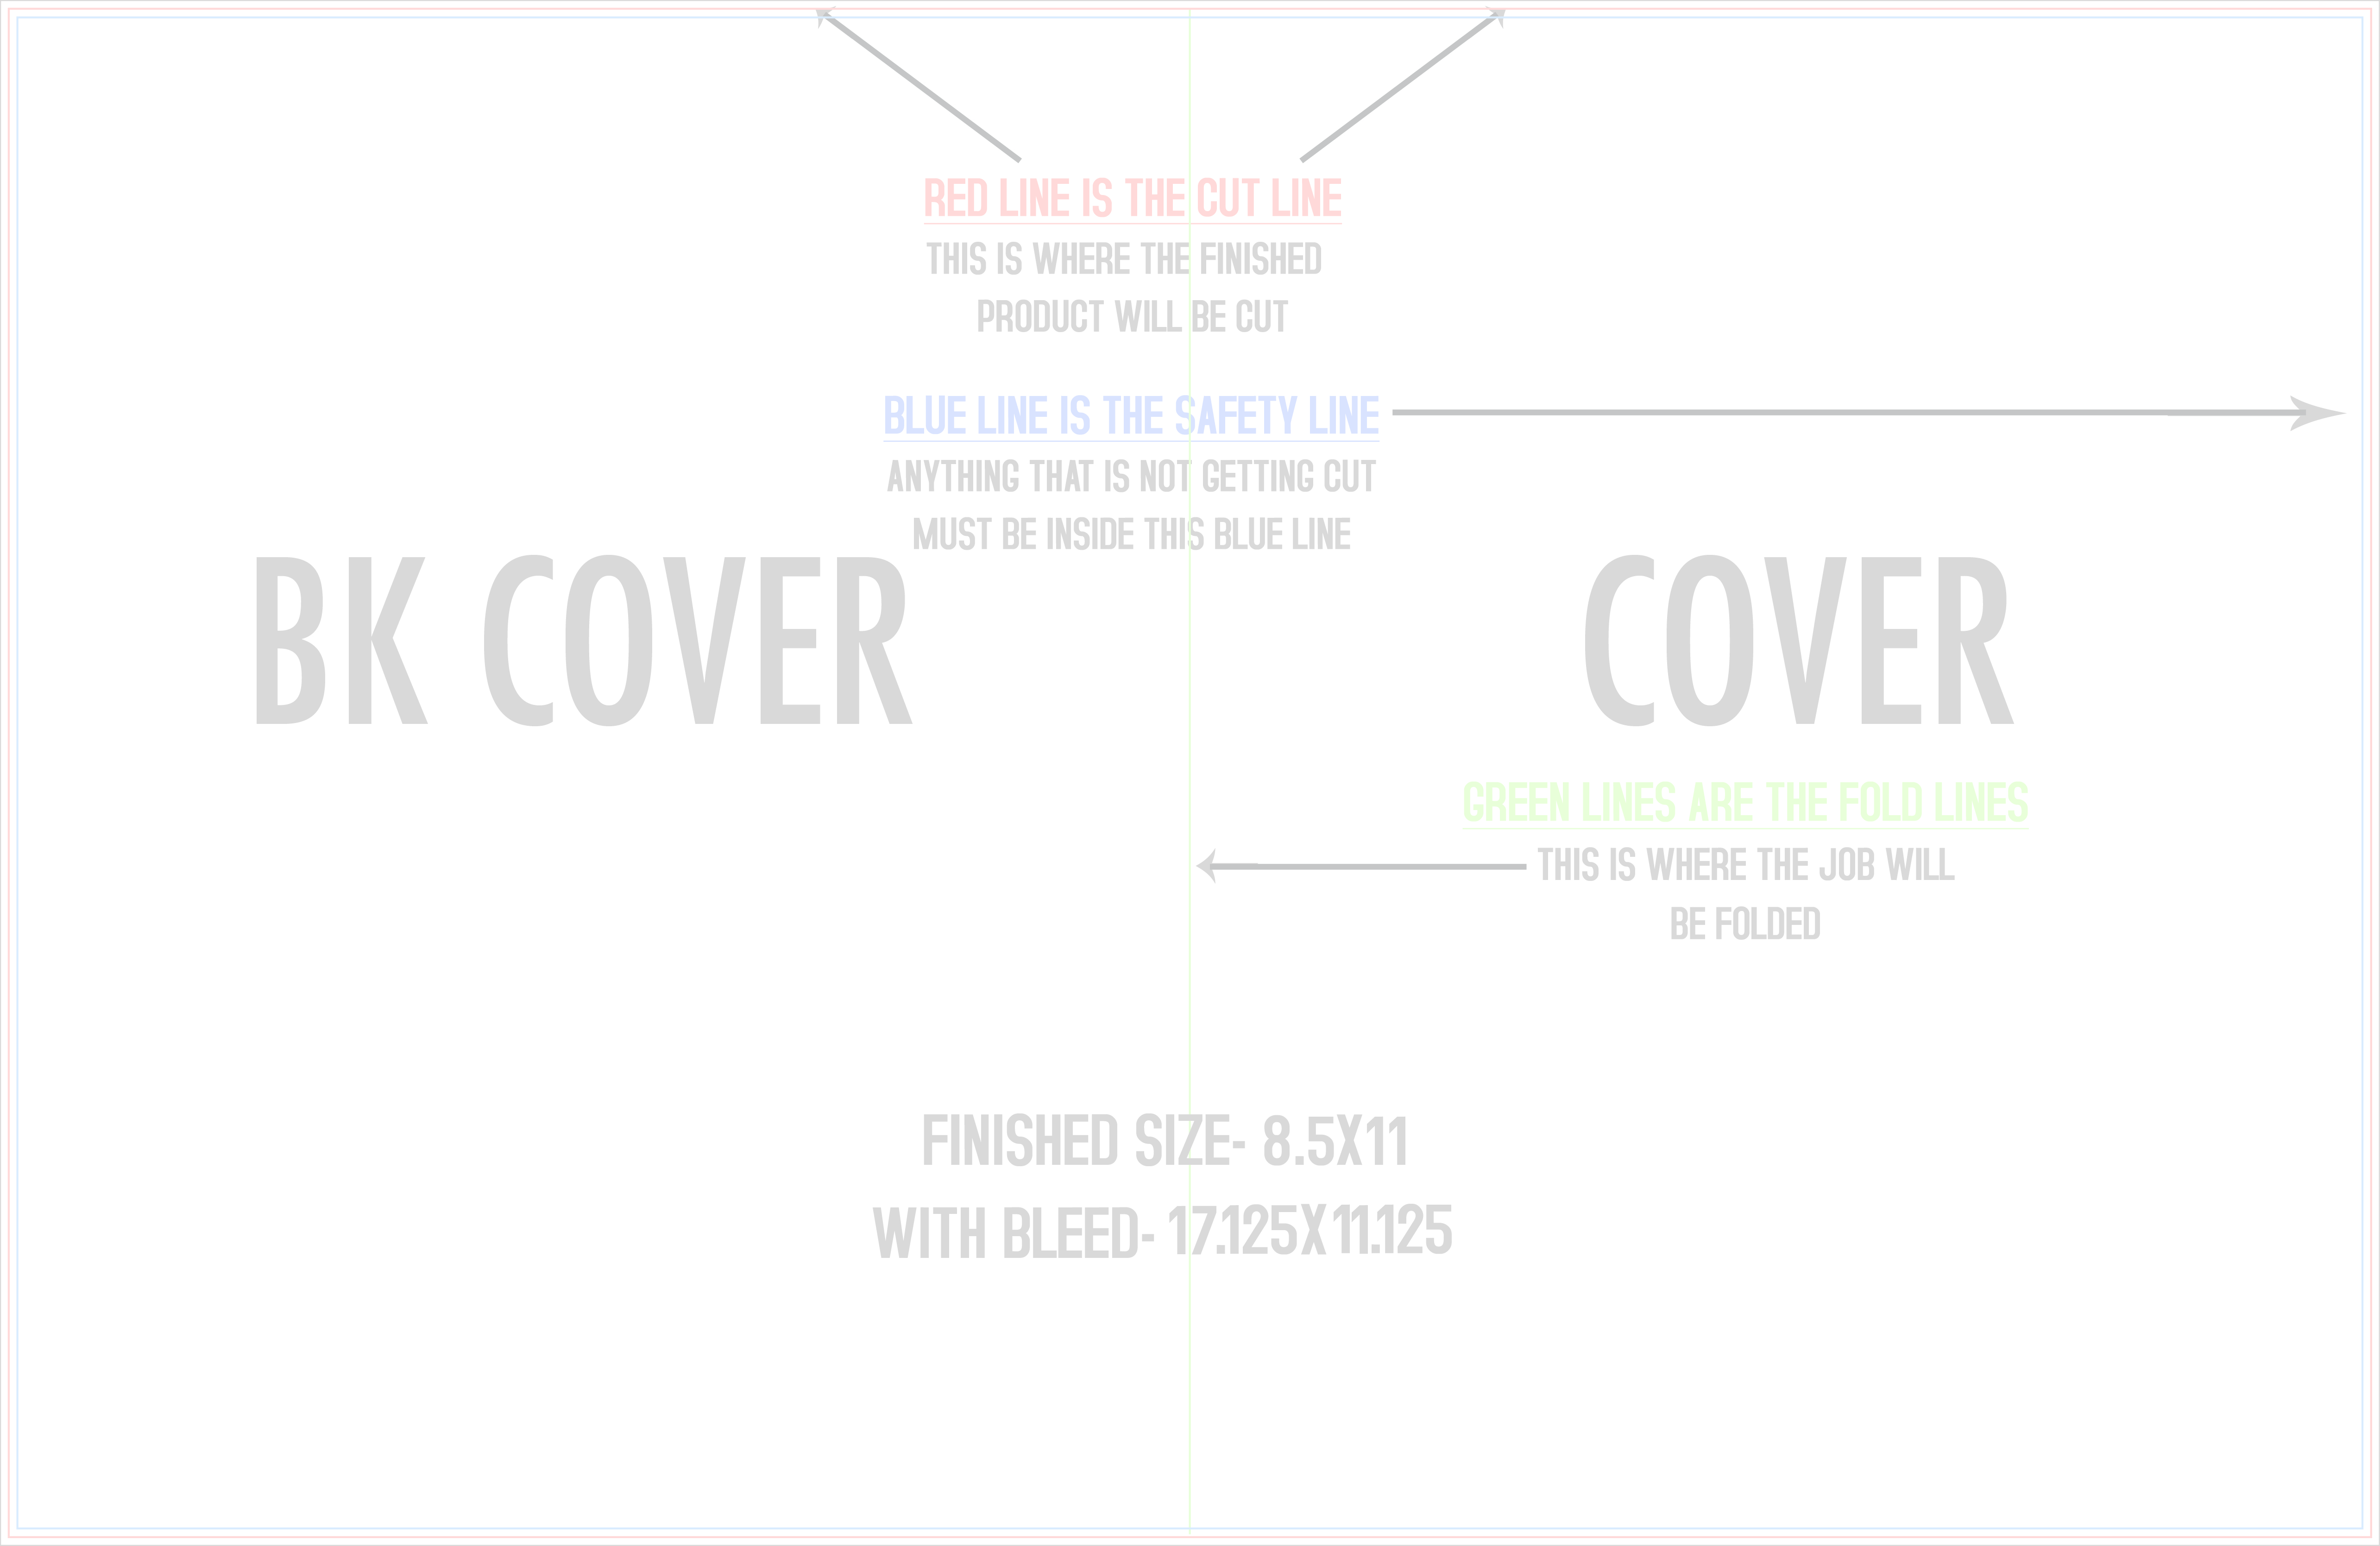 RED LINE IS THE CUT LINE
THIS IS WHERE THE FINISHED
PRODUCT WILL BE CUT
BLUE LINE IS THE SAFETY LINE
ANYTHING THAT IS NOT GETTING CUT
MUST BE INSIDE THIS BLUE LINE
BK COVER
COVER
GREEN LINES ARE THE FOLD LINES
THIS IS WHERE THE JOB WILL
BE FOLDED
FINISHED SIZE- 8.5X11
WITH BLEED- 17.125X11.125